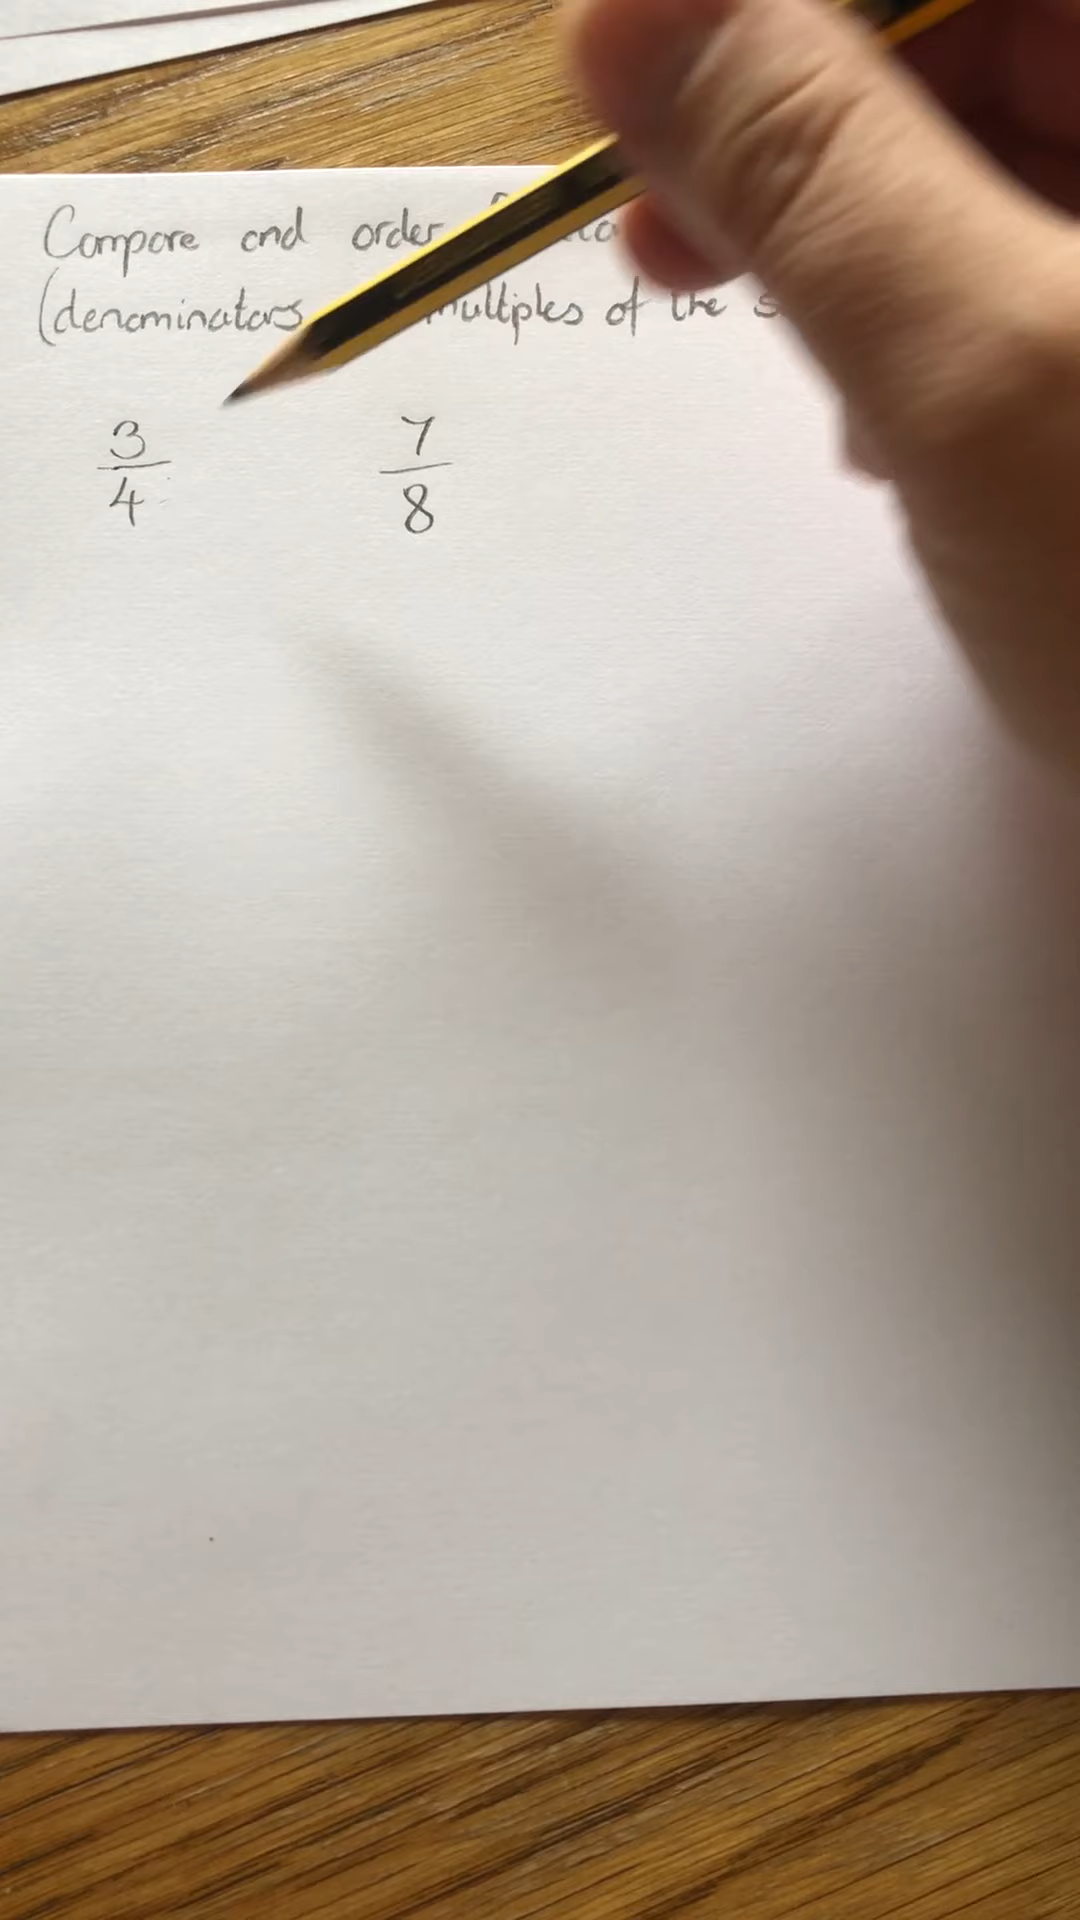 Compare and order
(denominators multiples of the
3/4 7/8